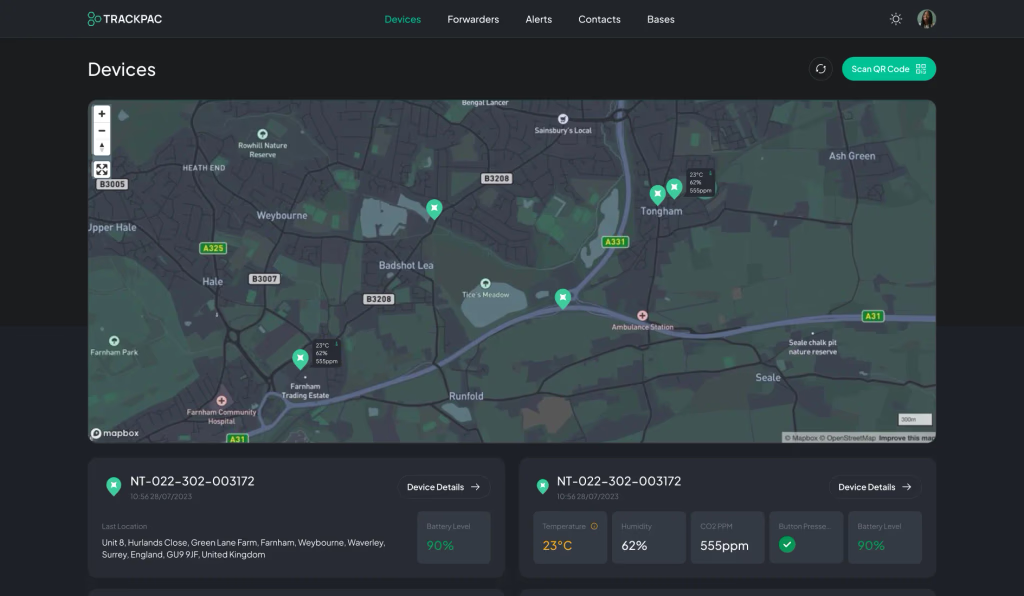 TRACKPAC
Devices
Forwarders
Alerts
Contacts
Bases
Devices
Scan QR Code
Bengal Lancer
Sainsbury's Local
Rowhill Nature
Reserve
HEATH END
B3005
B3208
Ash Green
23°C
62%
555ppm
Tongham
Upper Hale
Weybourne
A325
A331
Hale
B3007
Badshot Lea
B3208
Tice's Meadow
Ambulance Station
A31
Farnham Park
23°C
62%
555ppm
Seale chalk pit
nature reserve
Seale
Farnham
Trading Estate
Runfold
Farnham Community
Hospital
A31
300m
mapbox
© Mapbox © OpenStreetMap Improve this map
NT-022-302-003172
10:56 28/07/2023
Device Details
Last Location
Unit 8, Hurlands Close, Green Lane Farm, Farnham, Weybourne, Waverley,
Surrey, England, GU9 9JF, United Kingdom
Battery Level
90%
NT-022-302-003172
10:56 28/07/2023
Device Details
Temperature
23°C
Humidity
62%
CO2 PPM
555ppm
Button Presse...
Battery Level
90%